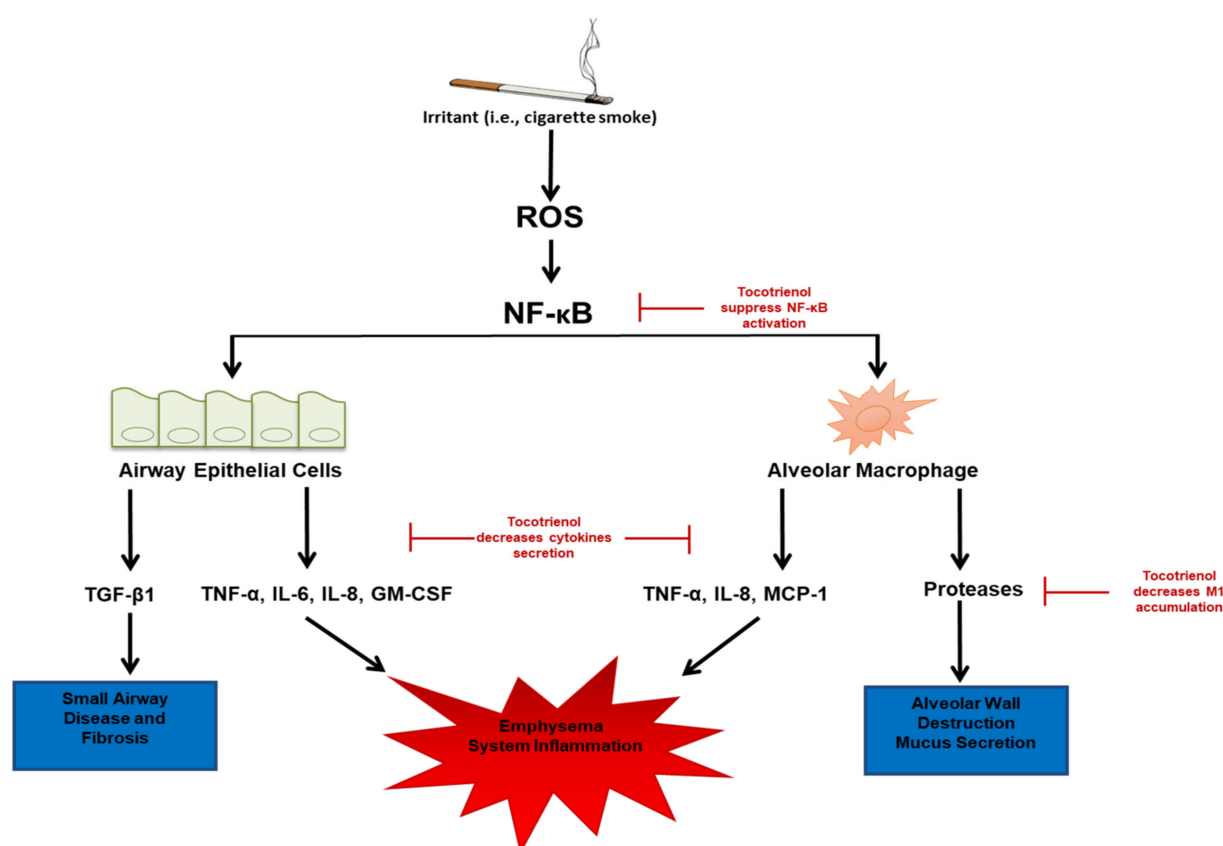 Irritant (i.e., cigarette smoke)
ROS
NF-κB
Tocotrienol
suppress NF-κB
activation
Airway Epithelial Cells
Alveolar Macrophage
Tocotrienol
decreases cytokines
secretion
TGF-β1
TNF-α, IL-6, IL-8, GM-CSF
TNF-α, IL-8, MCP-1
Proteases
Tocotrienol
decreases M1
accumulation
Small Airway
Disease and
Fibrosis
Emphysema
System Inflammation
Alveolar Wall
Destruction
Mucus Secretion